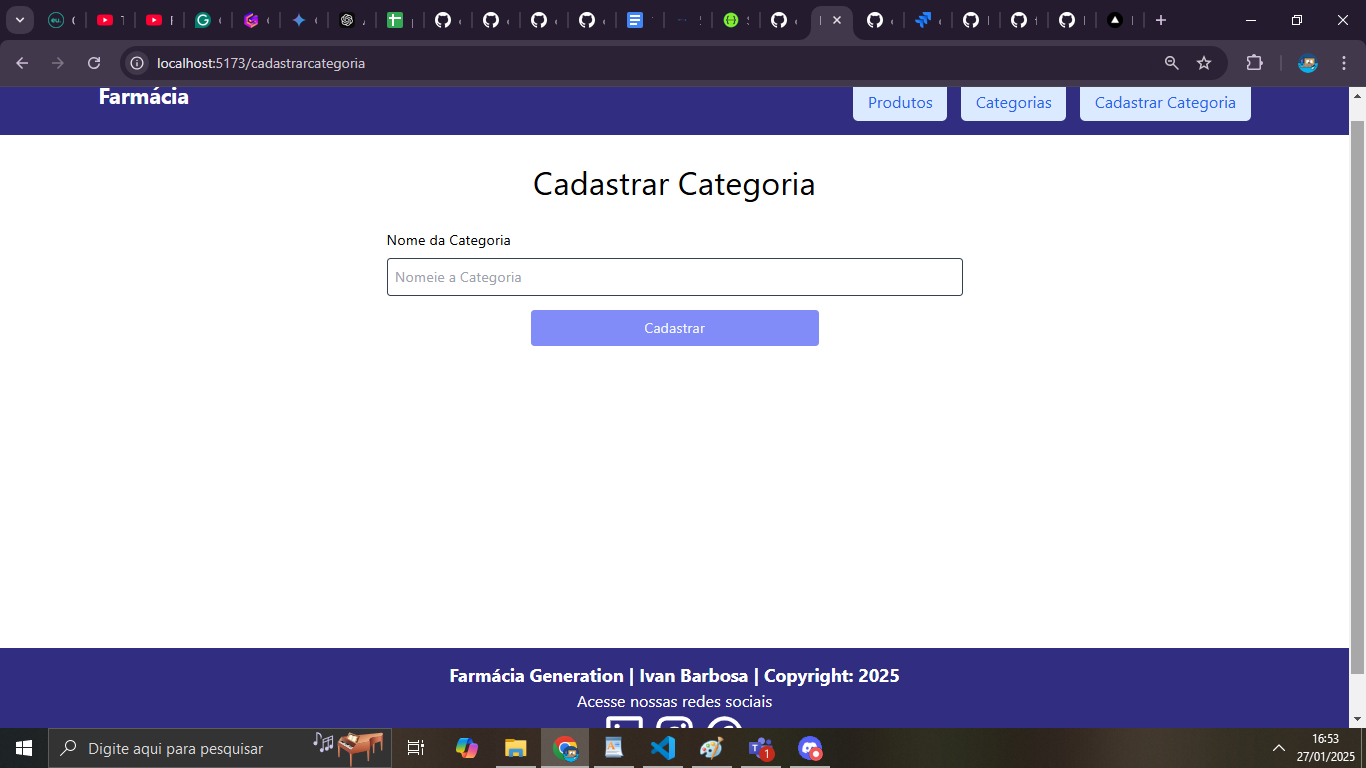 localhost:5173/cadastrarcategoria
Farmácia
Produtos
Categorias
Cadastrar Categoria
Cadastrar Categoria
Nome da Categoria
Nomeie a Categoria
Cadastrar
Farmácia Generation | Ivan Barbosa | Copyright: 2025
Acesse nossas redes sociais
Digite aqui para pesquisar
1
16:53
27/01/2025